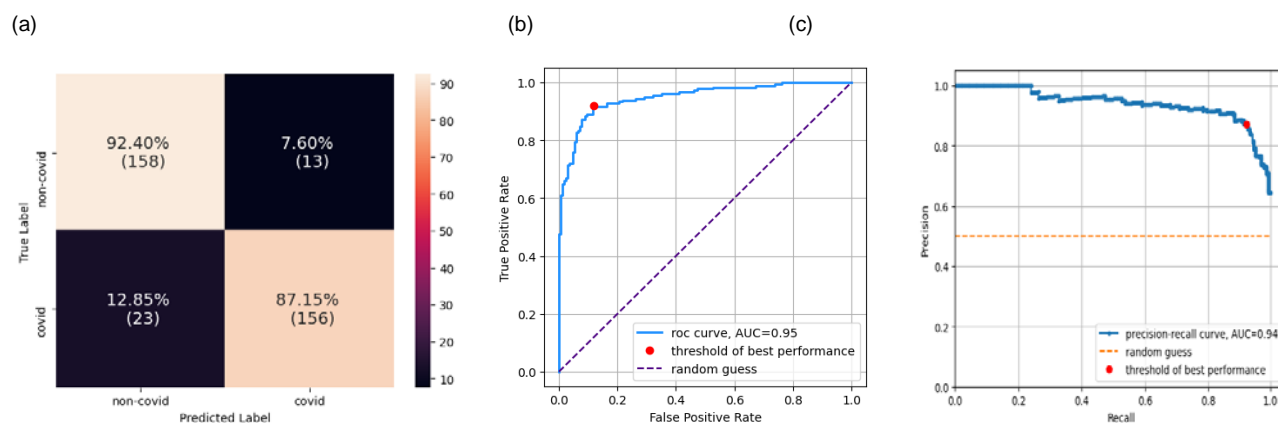 (a)
(b)
(c)
True Label
non-covid
covid
92.40%
(158)
7.60%
(13)
12.85%
(23)
87.15%
(156)
non-covid
covid
Predicted Label
90
80
70
60
50
40
30
20
10
True Positive Rate
1.0
0.8
0.6
0.4
0.2
0.0
roc curve, AUC=0.95
threshold of best performance
random guess
0.0
0.2
0.4
0.6
0.8
1.0
False Positive Rate
Precision
1.0
0.8
0.6
0.4
0.2
0.0
precision-recall curve, AUC=0.94
random guess
threshold of best performance
0.0
0.2
0.4
0.6
0.8
1.0
Recall